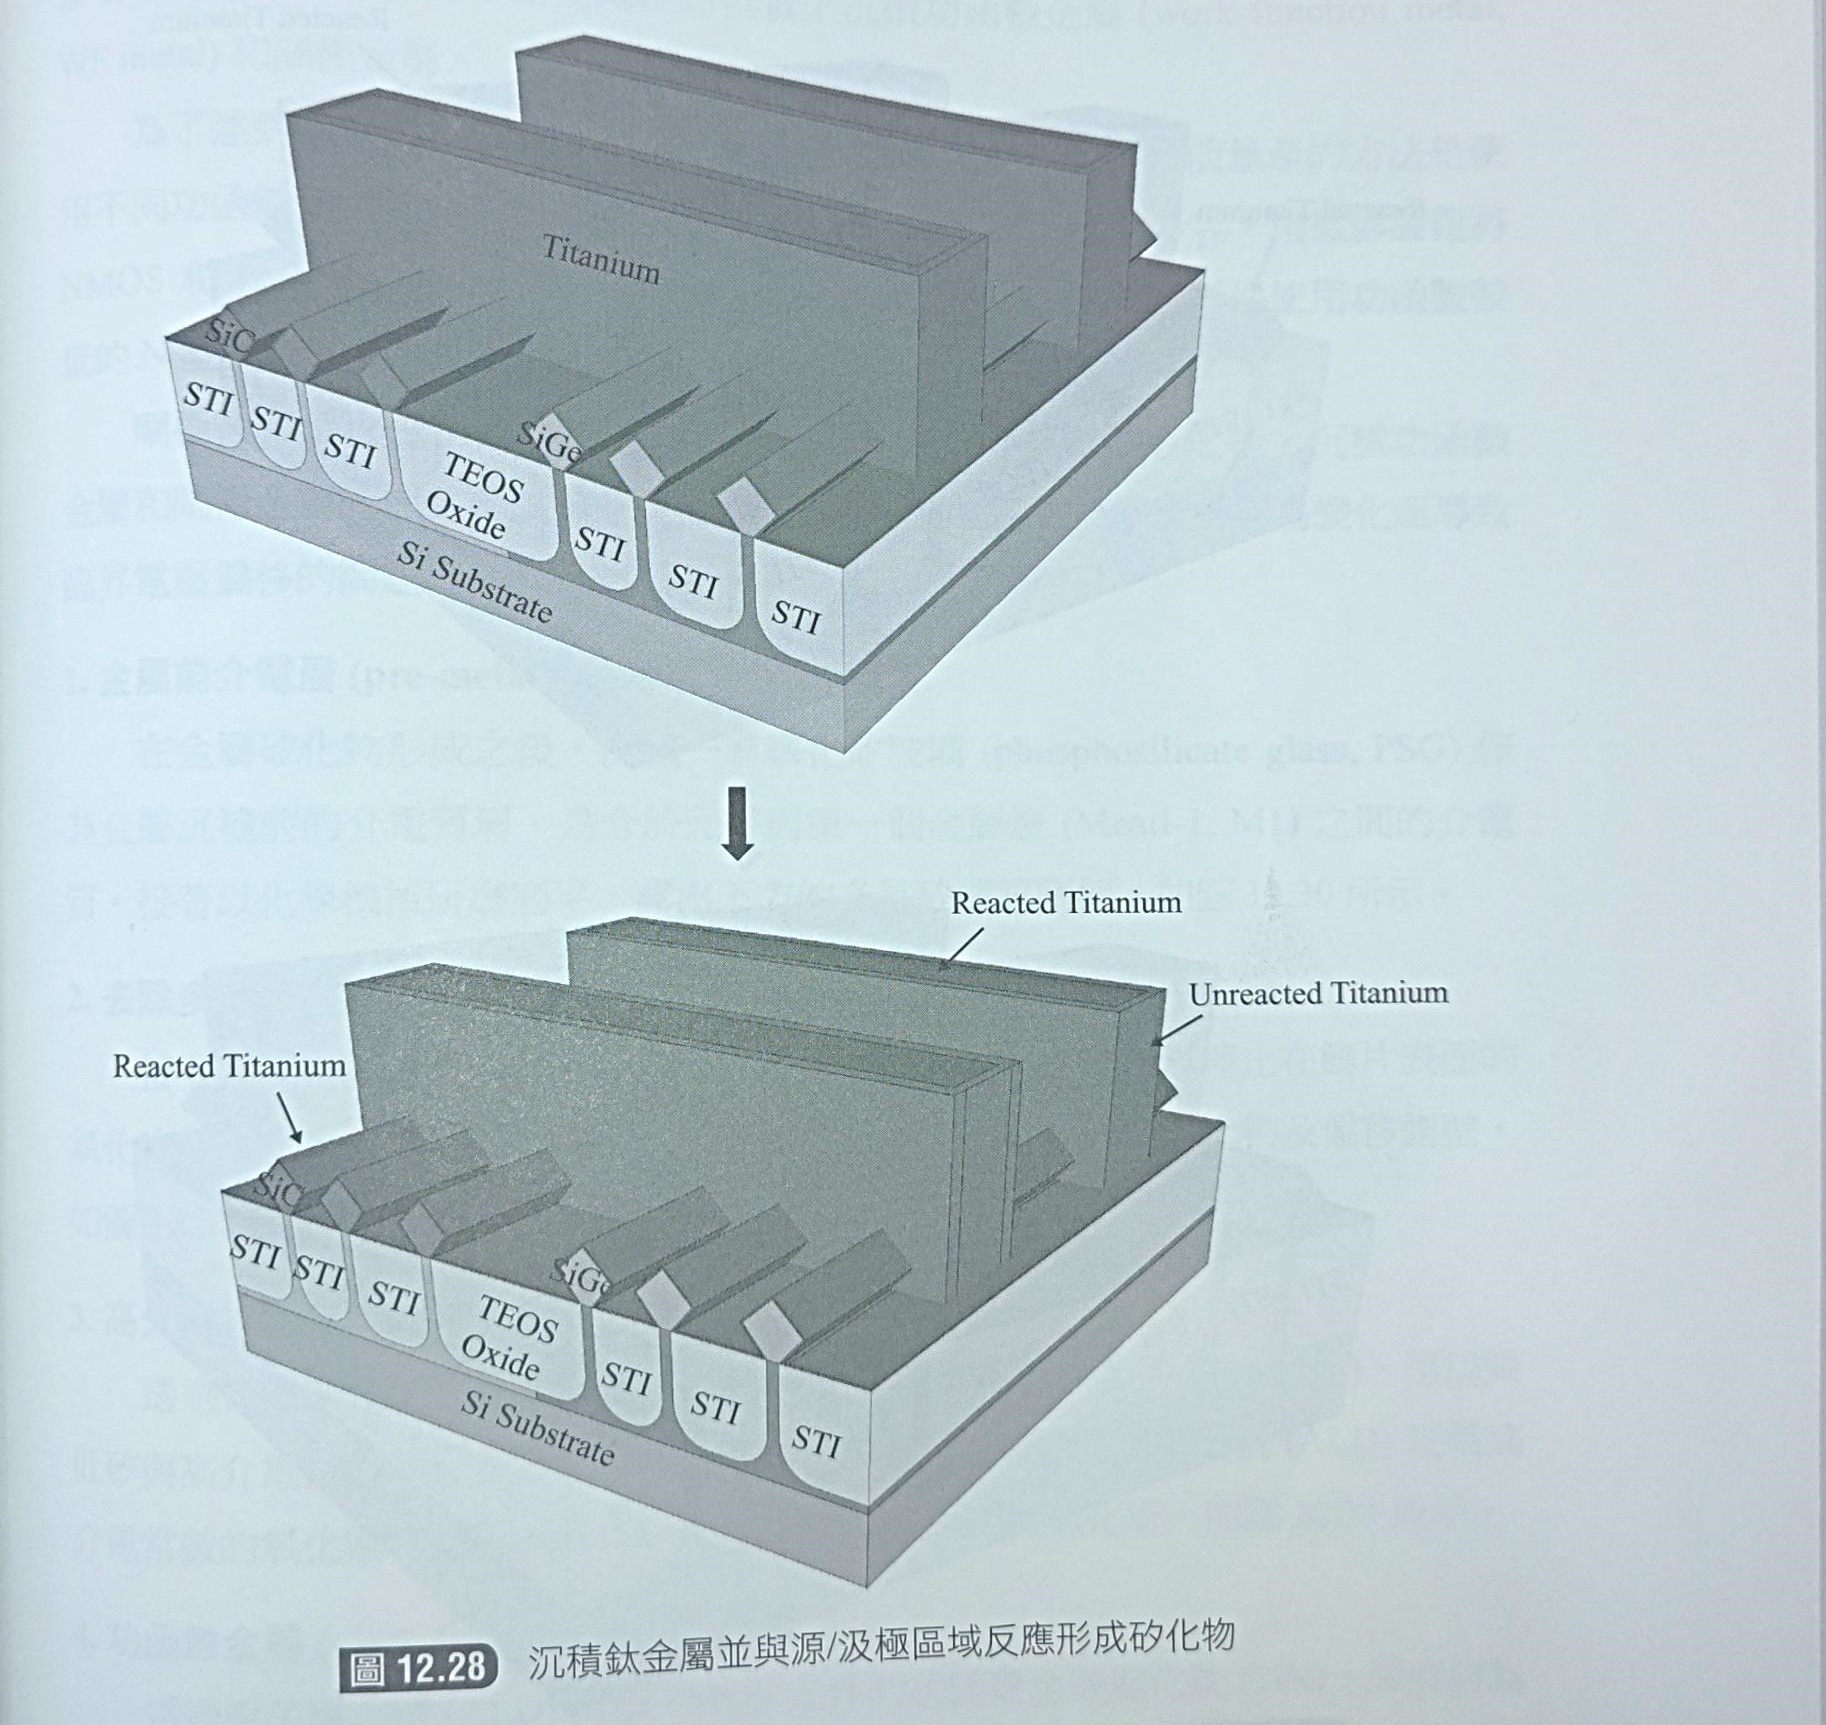 Titanium
SiC
STI
STI
STI
TEOS
Oxide
SiGe
STI
STI
STI
Si Substrate
Reacted Titanium
Unreacted Titanium
Reacted Titanium
SiC
STI
STI
STI
TEOS
Oxide
SiGe
STI
STI
STI
Si Substrate
圖 12.28 沉積鈦金屬並與源/汲極區域反應形成矽化物